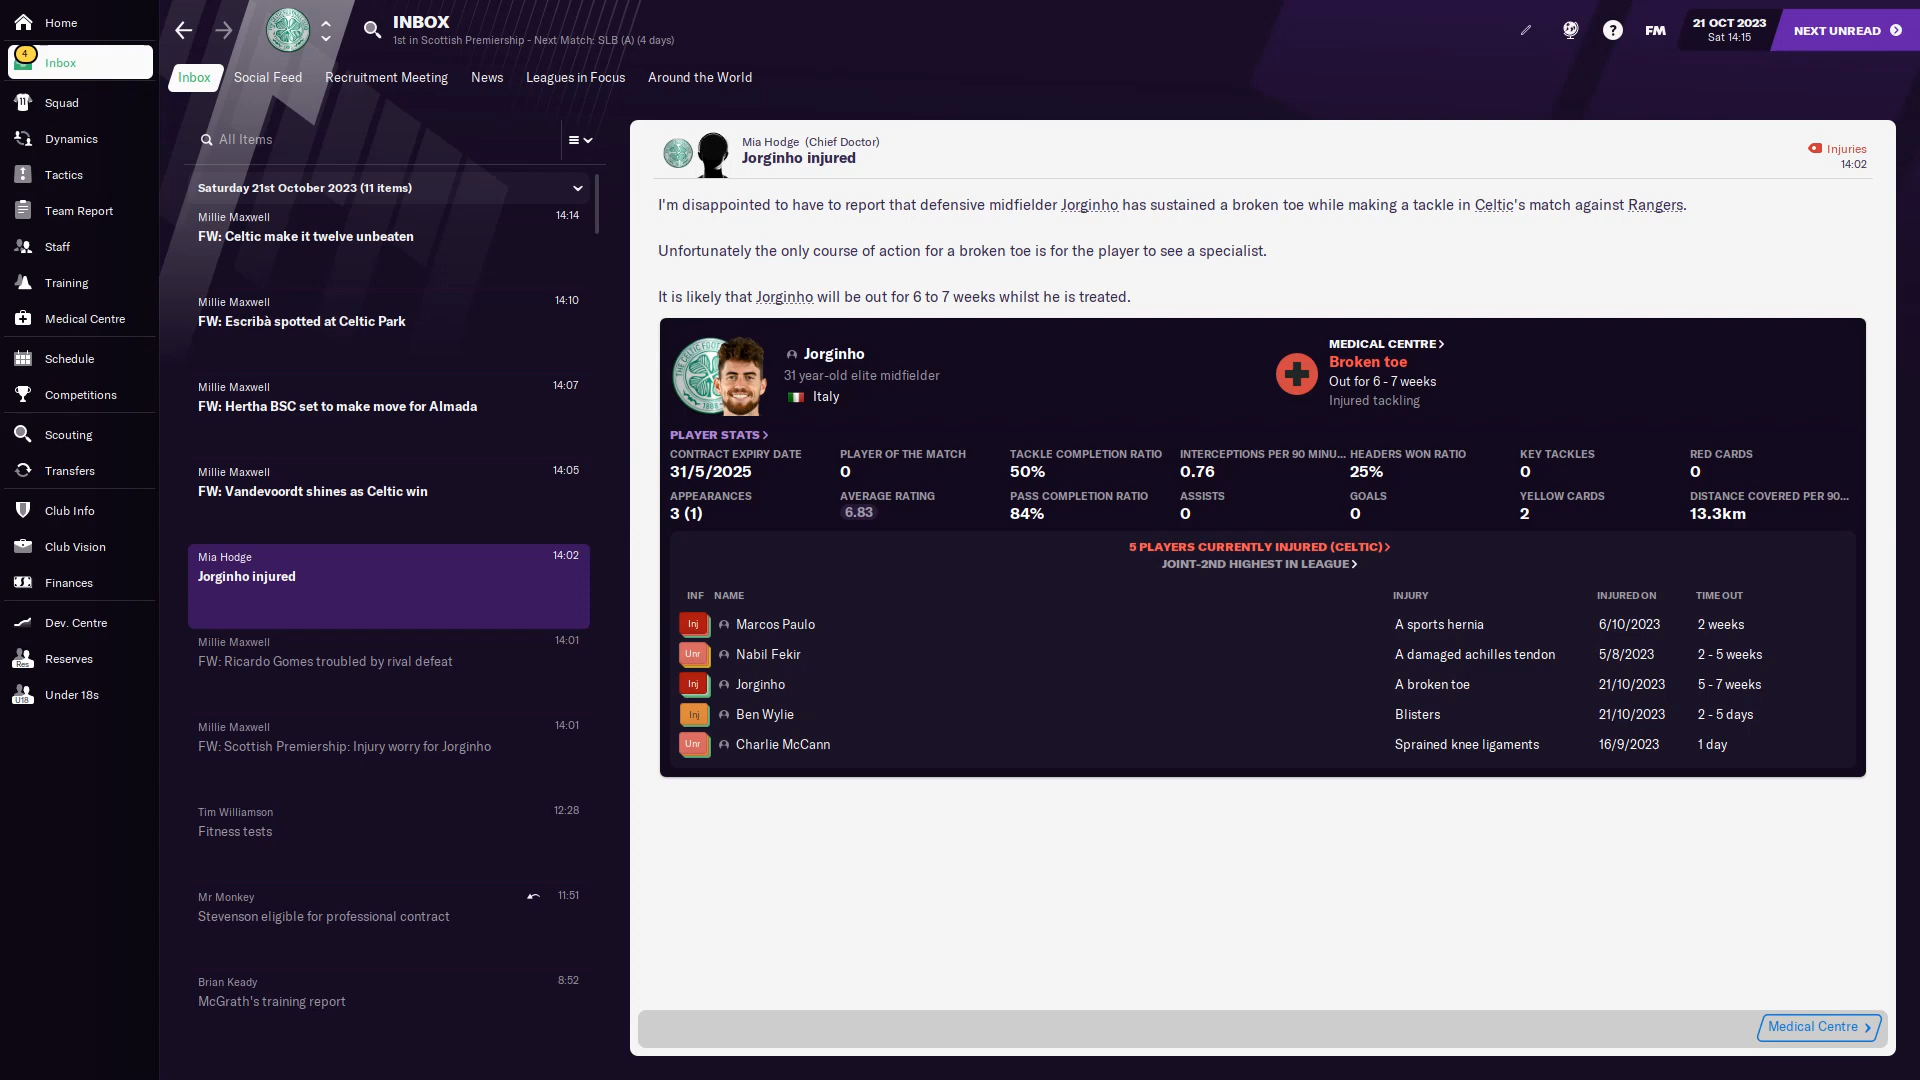 Home
4
Inbox
Squad
Dynamics
Tactics
Team Report
Staff
Training
Medical Centre
Schedule
Competitions
Scouting
Transfers
Club Info
Club Vision
Finances
Dev. Centre
Res
Reserves
U18
Under 18s
INBOX
1st in Scottish Premiership - Next Match: SLB (A) (4 days)
FM
21 OCT 2023
Sat 14:15
NEXT UNREAD
Inbox
Social Feed
Recruitment Meeting
News
Leagues in Focus
Around the World
All Items
Saturday 21st October 2023 (11 items)
Millie Maxwell 14:14
FW: Celtic make it twelve unbeaten
Millie Maxwell 14:10
FW: Escribà spotted at Celtic Park
Millie Maxwell 14:07
FW: Hertha BSC set to make move for Almada
Millie Maxwell 14:05
FW: Vandevoordt shines as Celtic win
Mia Hodge 14:02
Jorginho injured
Millie Maxwell 14:01
FW: Ricardo Gomes troubled by rival defeat
Millie Maxwell 14:01
FW: Scottish Premiership: Injury worry for Jorginho
Tim Williamson 12:28
Fitness tests
Mr Monkey 11:51
Stevenson eligible for professional contract
Brian Keady 8:52
McGrath's training report
Mia Hodge (Chief Doctor)
Jorginho injured
Injuries
14:02
I'm disappointed to have to report that defensive midfielder Jorginho has sustained a broken toe while making a tackle in Celtic's match against Rangers.
Unfortunately the only course of action for a broken toe is for the player to see a specialist.
It is likely that Jorginho will be out for 6 to 7 weeks whilst he is treated.
Jorginho
31 year-old elite midfielder
Italy
MEDICAL CENTRE
Broken toe
Out for 6 - 7 weeks
Injured tackling
PLAYER STATS
CONTRACT EXPIRY DATE PLAYER OF THE MATCH TACKLE COMPLETION RATIO INTERCEPTIONS PER 90 MINU... HEADERS WON RATIO KEY TACKLES RED CARDS
31/5/2025 0 50% 0.76 25% 0 0
APPEARANCES AVERAGE RATING PASS COMPLETION RATIO ASSISTS GOALS YELLOW CARDS DISTANCE COVERED PER 90...
3 (1) 6.83 84% 0 0 2 13.3km
5 PLAYERS CURRENTLY INJURED (CELTIC)
JOINT-2ND HIGHEST IN LEAGUE
INF NAME INJURY INJURED ON TIME OUT
Inj Marcos Paulo A sports hernia 6/10/2023 2 weeks
Unr Nabil Fekir A damaged achilles tendon 5/8/2023 2 - 5 weeks
Inj Jorginho A broken toe 21/10/2023 5 - 7 weeks
Inj Ben Wylie Blisters 21/10/2023 2 - 5 days
Unr Charlie McCann Sprained knee ligaments 16/9/2023 1 day
Medical Centre